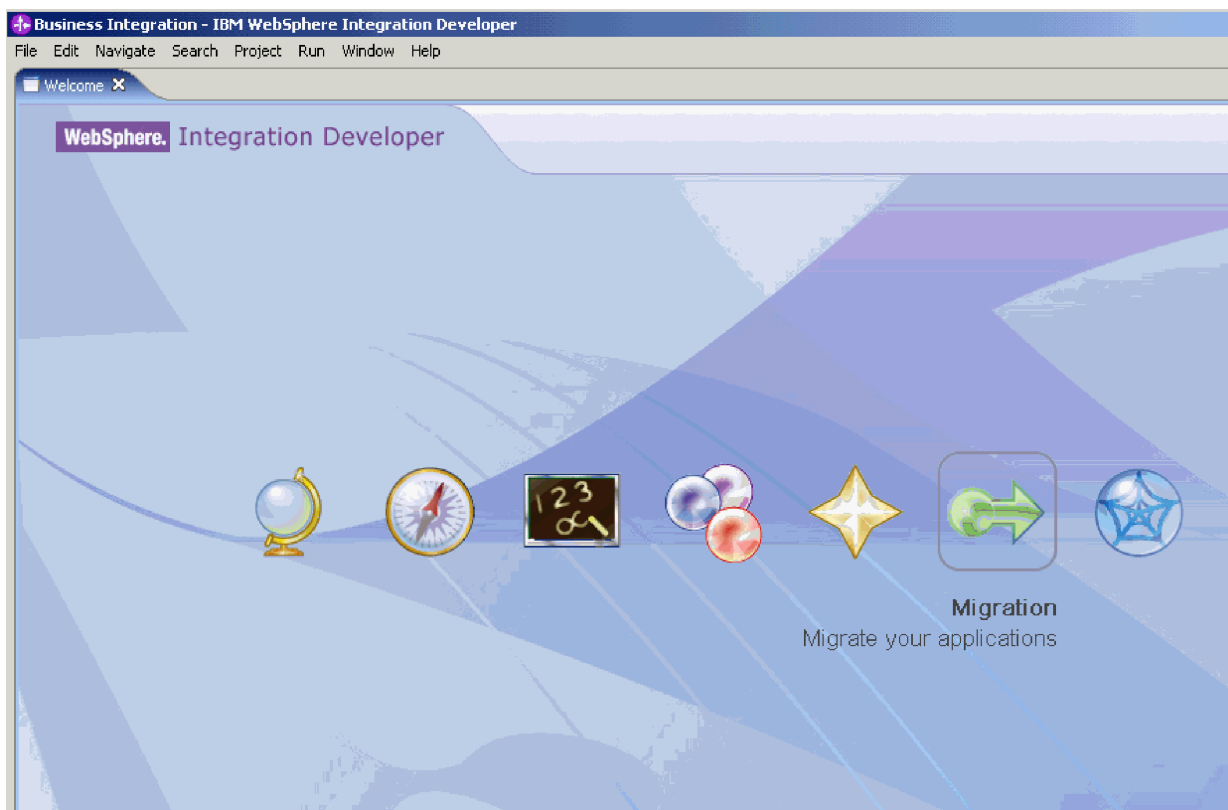 Business Integration - IBM WebSphere Integration Developer
File Edit Navigate Search Project Run Window Help
Welcome
WebSphere. Integration Developer
123
Migration
Migrate your applications